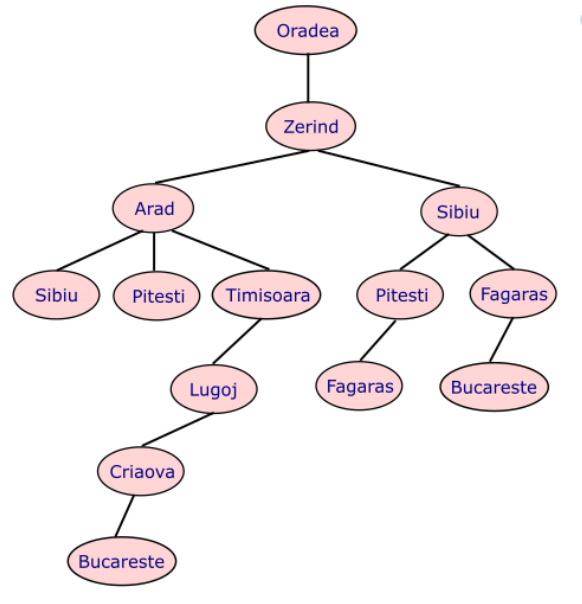 Oradea
Zerind
Arad
Sibiu
Sibiu
Pitesti
Timisoara
Pitesti
Fagaras
Lugoj
Fagaras
Bucareste
Criaova
Bucareste